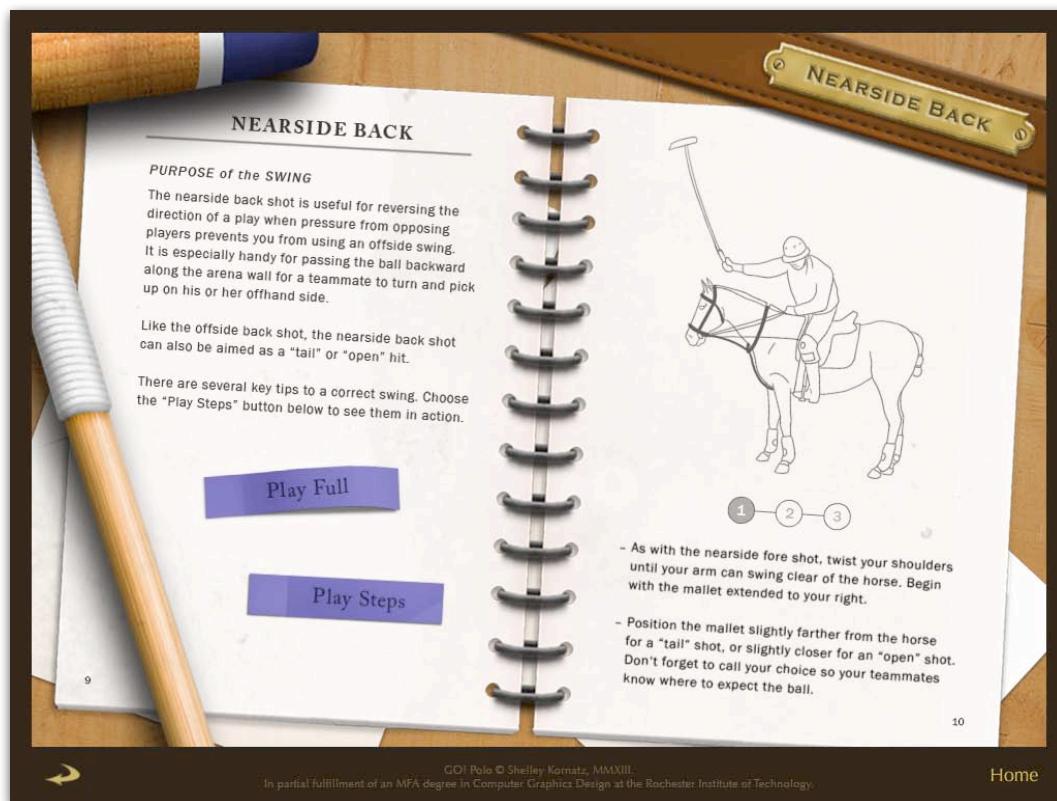 NEARSIDE BACK
NEARSIDE BACK
PURPOSE of the SWING
The nearside back shot is useful for reversing the
direction of a play when pressure from opposing
players prevents you from using an offside swing.
It is especially handy for passing the ball backward
along the arena wall for a teammate to turn and pick
up on his or her offhand side.
Like the offside back shot, the nearside back shot
can also be aimed as a “tail” or “open” hit.
There are several key tips to a correct swing. Choose
the “Play Steps” button below to see them in action.
Play Full
Play Steps
9
1 2 3
– As with the nearside fore shot, twist your shoulders
until your arm can swing clear of the horse. Begin
with the mallet extended to your right.
– Position the mallet slightly farther from the horse
for a “tail” shot, or slightly closer for an “open” shot.
Don't forget to call your choice so your teammates
know where to expect the ball.
10
GO! Polo © Shelley Kornatz, MMXIII.
In partial fulfillment of an MFA degree in Computer Graphics Design at the Rochester Institute of Technology.
Home